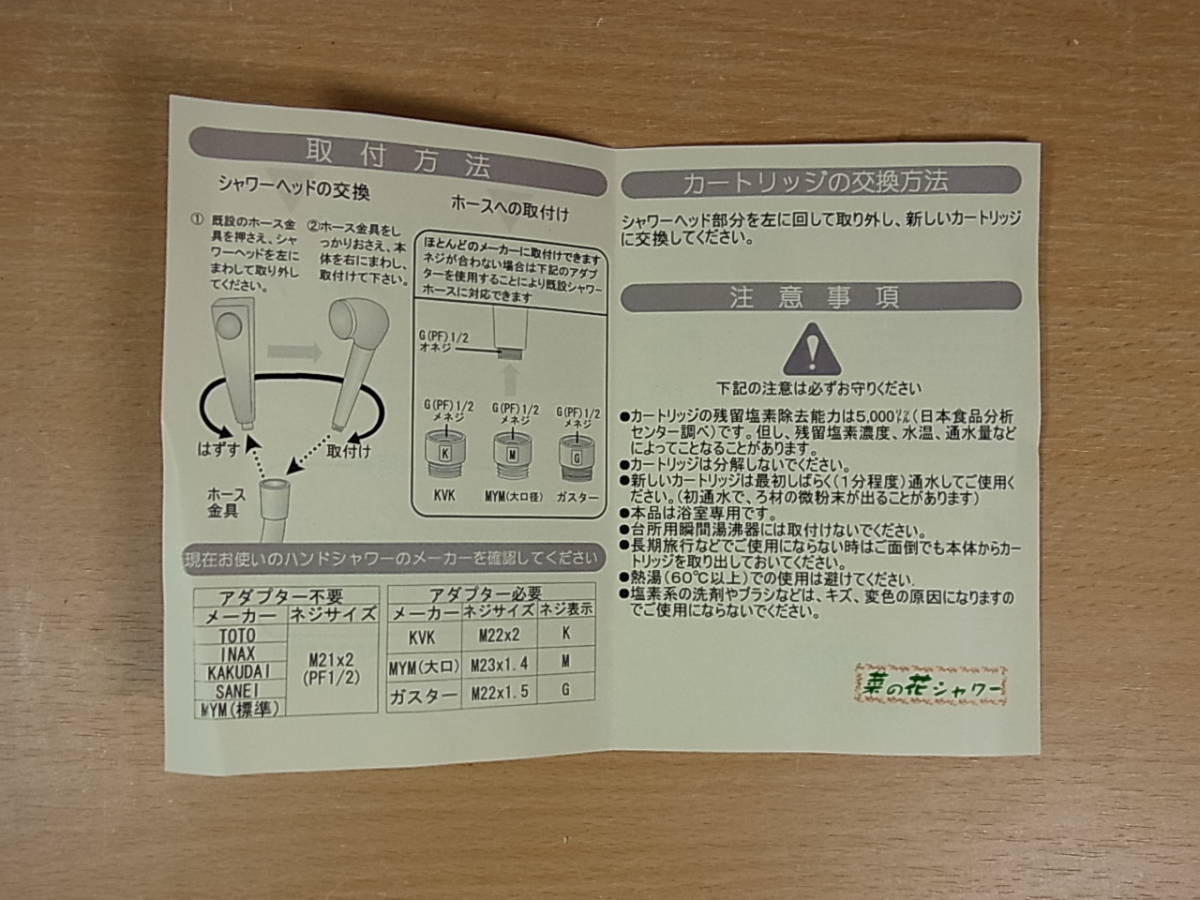 取付方法
シャワーヘッドの交換
① 既設のホース金
具を押さえ、シャ
ワーヘッドを左に
まわして取り外し
てください。
②ホース金具をし
っかりおさえ、本
体を右にまわし、
取付けて下さい。
はずす
取付け
ホース
金具
ホースへの取付け
ほとんどのメーカーに取付けできます
ネジが合わない場合は下記のアダプ
ターを使用することにより既設シャワー
ホースに対応できます
G(PF)1/2
オネジ
G(PF)1/2
メネジ
G(PF)1/2
メネジ
G(PF)1/2
メネジ
K
M
G
KVK
MYM(大口径)
ガスター
現在お使いのハンドシャワーのメーカーを確認してください
アダプター不要
メーカー ネジサイズ
TOTO
INAX
KAKUDAI
SANEI
MYM(標準)
M21x2
(PF1/2)
アダプター必要
メーカー ネジサイズ ネジ表示
KVK M22x2 K
MYM(大口) M23x1.4 M
ガスター M22x1.5 G
カートリッジの交換方法
シャワーヘッド部分を左に回して取り外し、新しいカートリッジ
に交換してください。
注意事項
下記の注意は必ずお守りください
●カートリッジの残留塩素除去能力は5,000㍑(日本食品分析
センター調べ)です。但し、残留塩素濃度、水温、通水量など
によってことなることがあります。
●カートリッジは分解しないでください。
●新しいカートリッジは最初しばらく(1分程度)通水してご使用く
ださい。(初通水で、ろ材の微粉末が出ることがあります)
●本品は浴室専用です。
●台所用瞬間湯沸器には取付けないでください。
●長期旅行などでご使用にならない時はご面倒でも本体からカー
トリッジを取り出しておいてください。
●熱湯(60℃以上)での使用は避けてください.
●塩素系の洗剤やブラシなどは、キズ、変色の原因になりますの
でご使用にならないでください。
菜の花シャワー